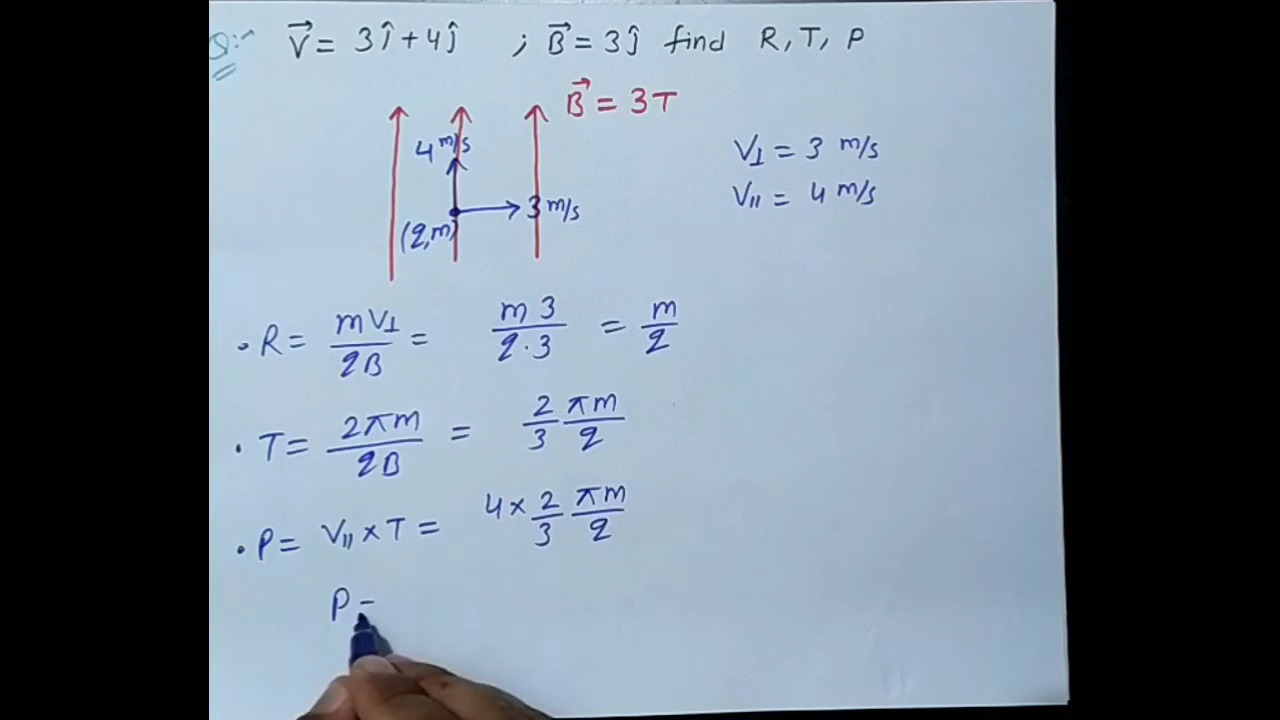 Q:- V⃗ = 3î + 4ĵ ; B⃗ = 3ĵ find R, T, P
B⃗ = 3T
4 m/s
V⊥ = 3 m/s
V|| = 4 m/s
3 m/s
(q,m)
• R = mV⊥/qB = m 3/q·3 = m/q
• T = 2πm/qB = 2/3 πm/q
• P = V|| × T = 4 × 2/3 πm/q
P =